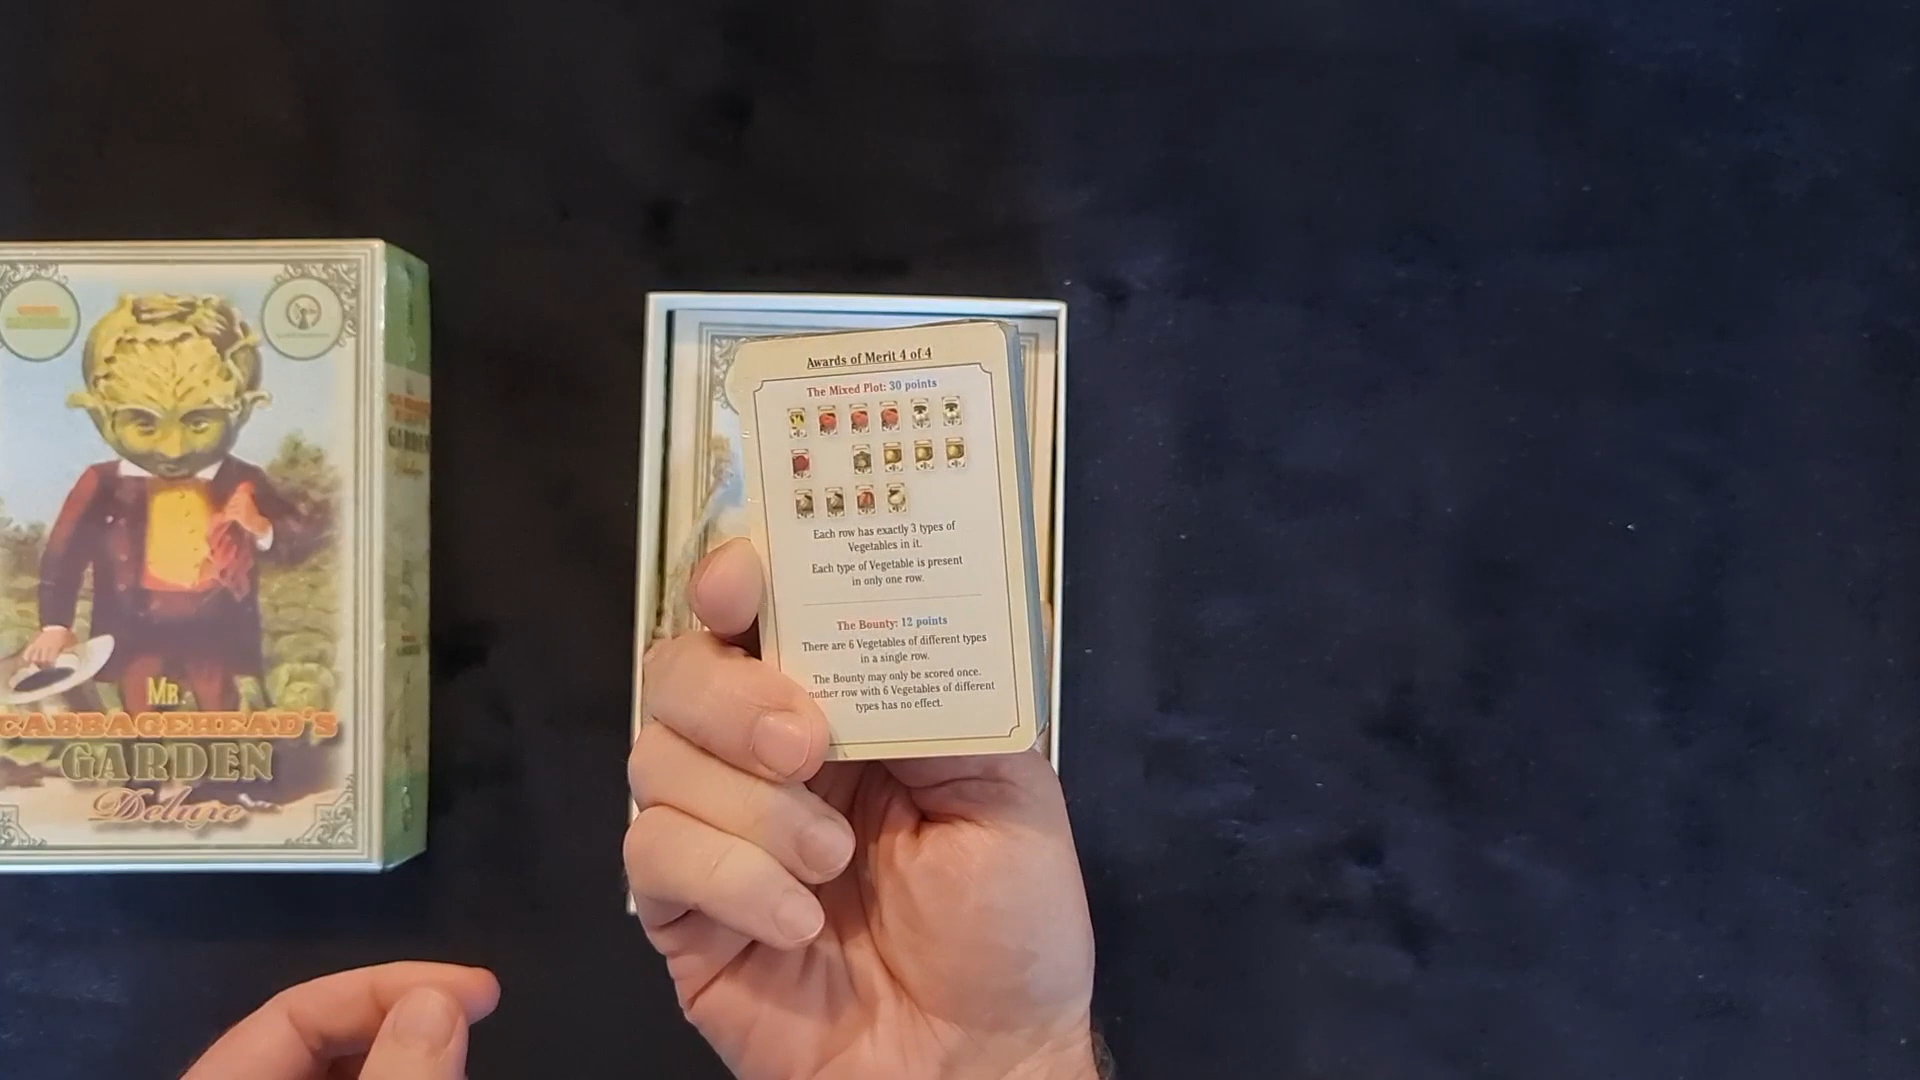 MR.
CABBAGEHEAD'S
GARDEN
Deluxe
GARDEN
Awards of Merit 4 of 4
The Mixed Plot: 30 points
Each row has exactly 3 types of
Vegetables in it.
Each type of Vegetable is present
in only one row.
The Bounty: 12 points
There are 6 Vegetables of different types
in a single row.
The Bounty may only be scored once.
nother row with 6 Vegetables of different
types has no effect.